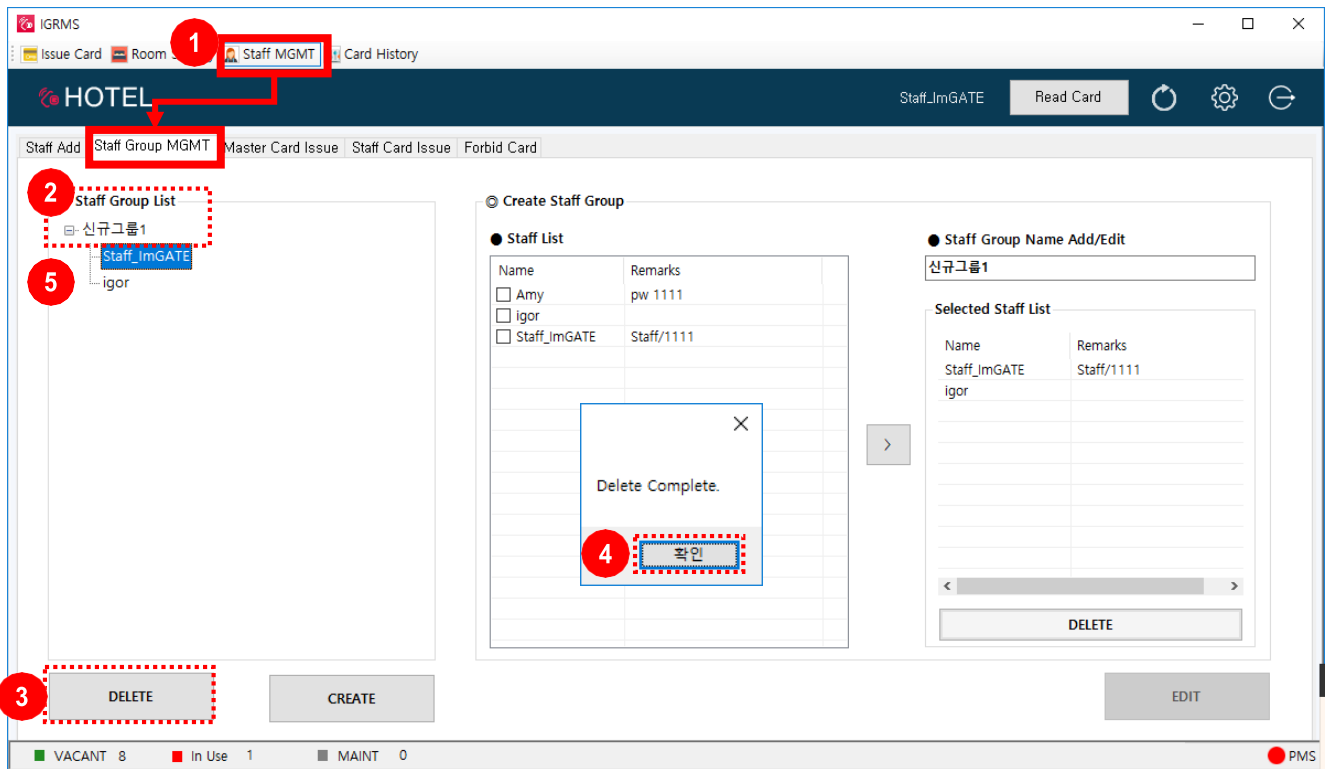 IGRMS
1
Issue Card Room S Staff MGMT Card History
HOTEL
Staff_ImGATE Read Card
Staff Add Staff Group MGMT Master Card Issue Staff Card Issue Forbid Card
2
Staff Group List
신규그룹1
Staff_ImGATE
5
igor
◎ Create Staff Group
● Staff List
Name Remarks
Amy pw 1111
igor
Staff_ImGATE Staff/1111
● Staff Group Name Add/Edit
신규그룹1
Selected Staff List
Name Remarks
Staff_ImGATE Staff/1111
igor
>
Delete Complete.
4
확인
DELETE
3
DELETE
CREATE
EDIT
VACANT 8 In Use 1 MAINT 0 PMS